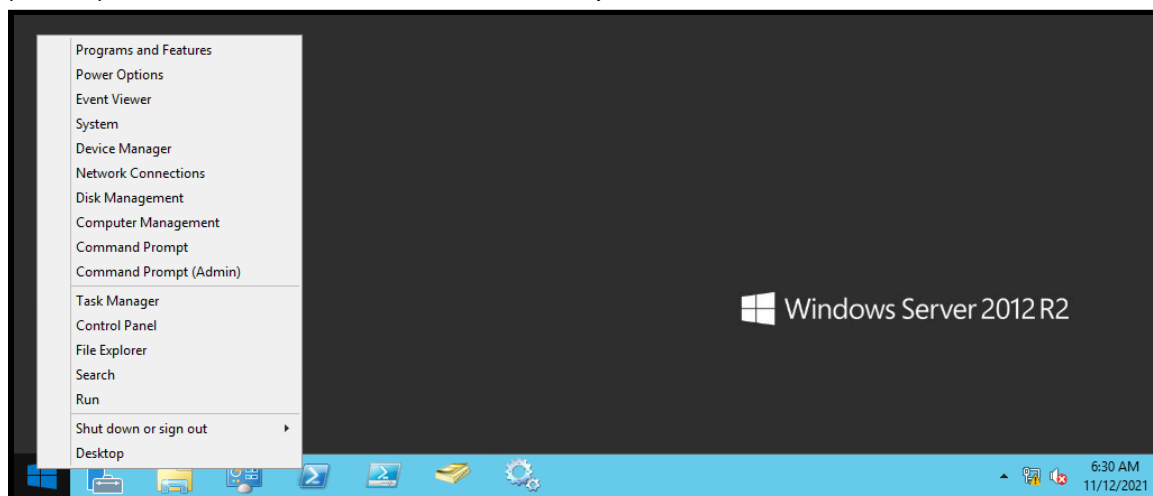 Programs and Features
Power Options
Event Viewer
System
Device Manager
Network Connections
Disk Management
Computer Management
Command Prompt
Command Prompt (Admin)
Task Manager
Control Panel
File Explorer
Search
Run
Shut down or sign out
Desktop
Windows Server 2012 R2
6:30 AM
11/12/2021